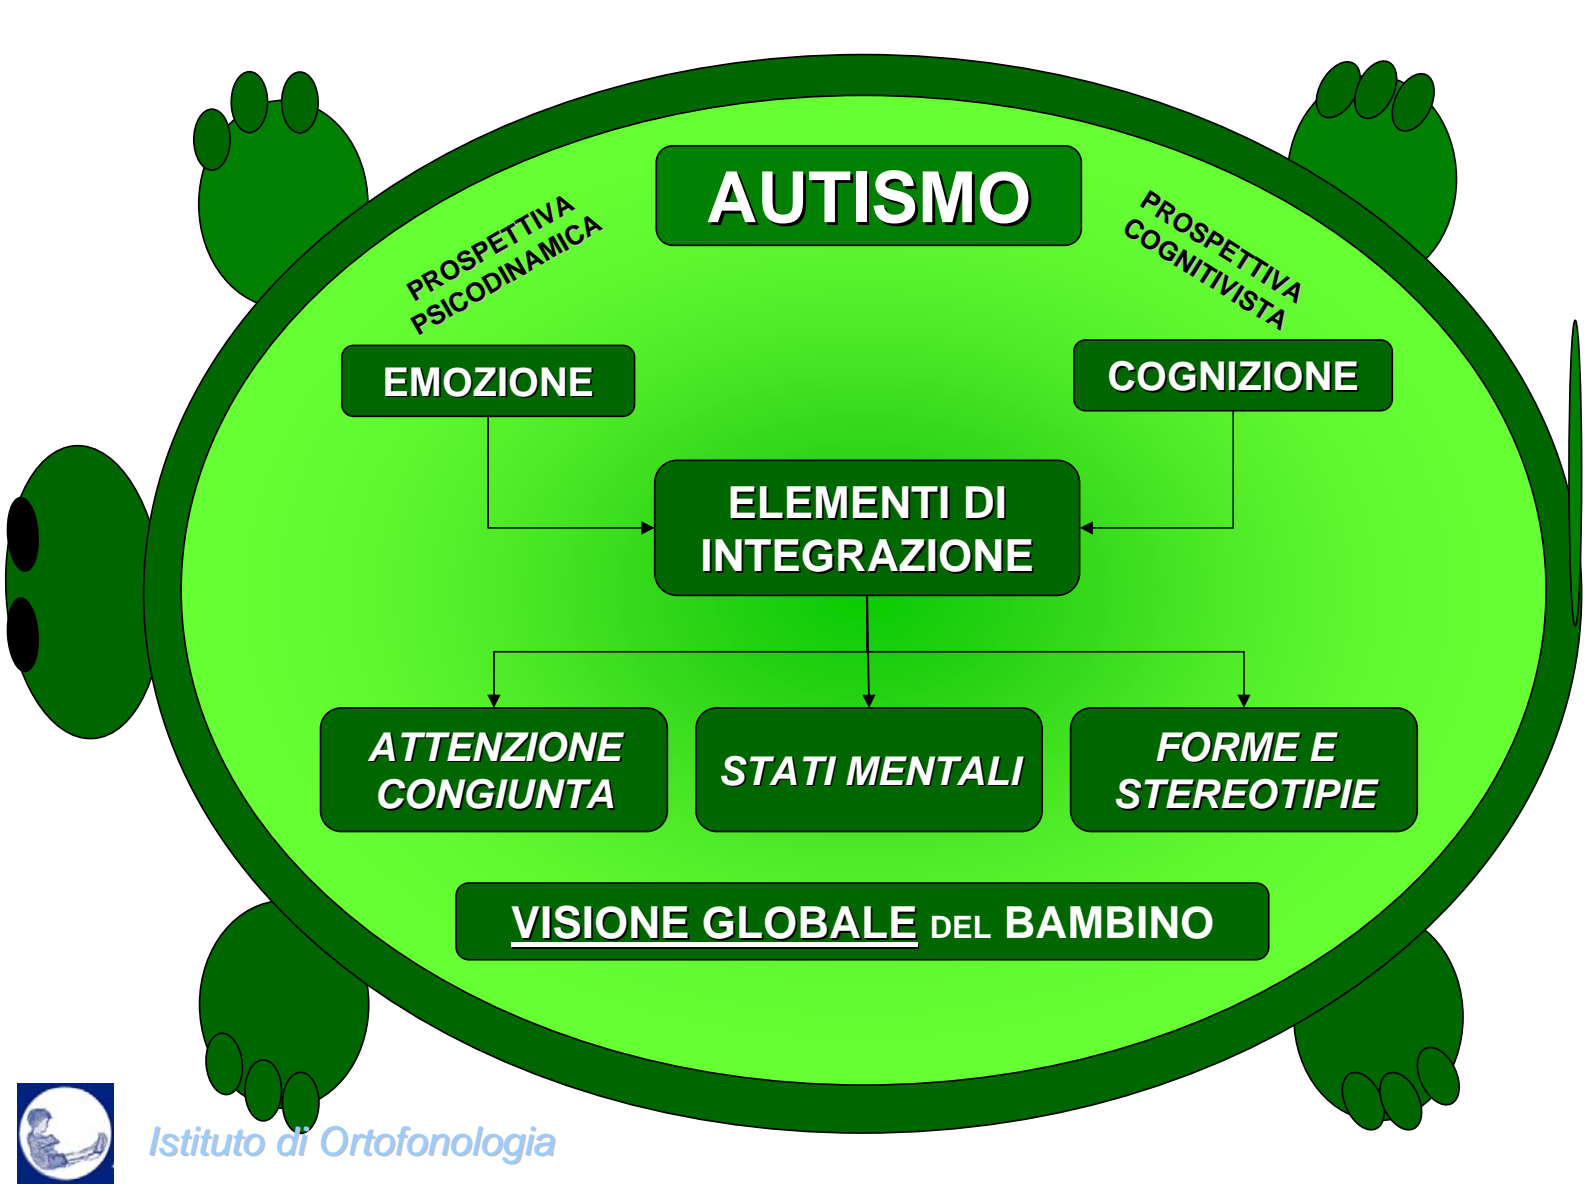 AUTISMO
PROSPETTIVA
PSICODINAMICA
PROSPETTIVA
COGNITIVISTA
EMOZIONE
COGNIZIONE
ELEMENTI DI
INTEGRAZIONE
ATTENZIONE
CONGIUNTA
STATI MENTALI
FORME E
STEREOTIPIE
VISIONE GLOBALE DEL BAMBINO
Istituto di Ortofonologia